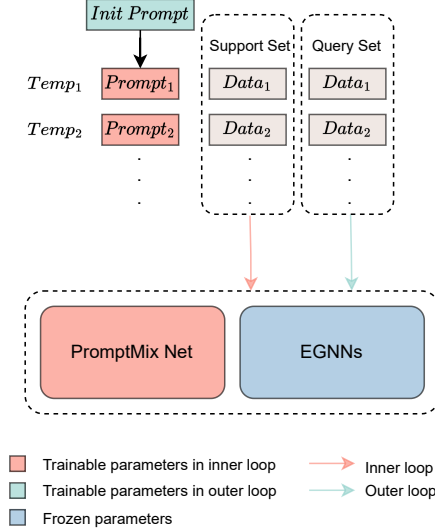 Init Prompt
Support Set Query Set
Temp₁ Prompt₁ Data₁ Data₁
Temp₂ Prompt₂ Data₂ Data₂
. . .
. . .
. . .
PromptMix Net EGNNs
Trainable parameters in inner loop Inner loop
Trainable parameters in outer loop Outer loop
Frozen parameters